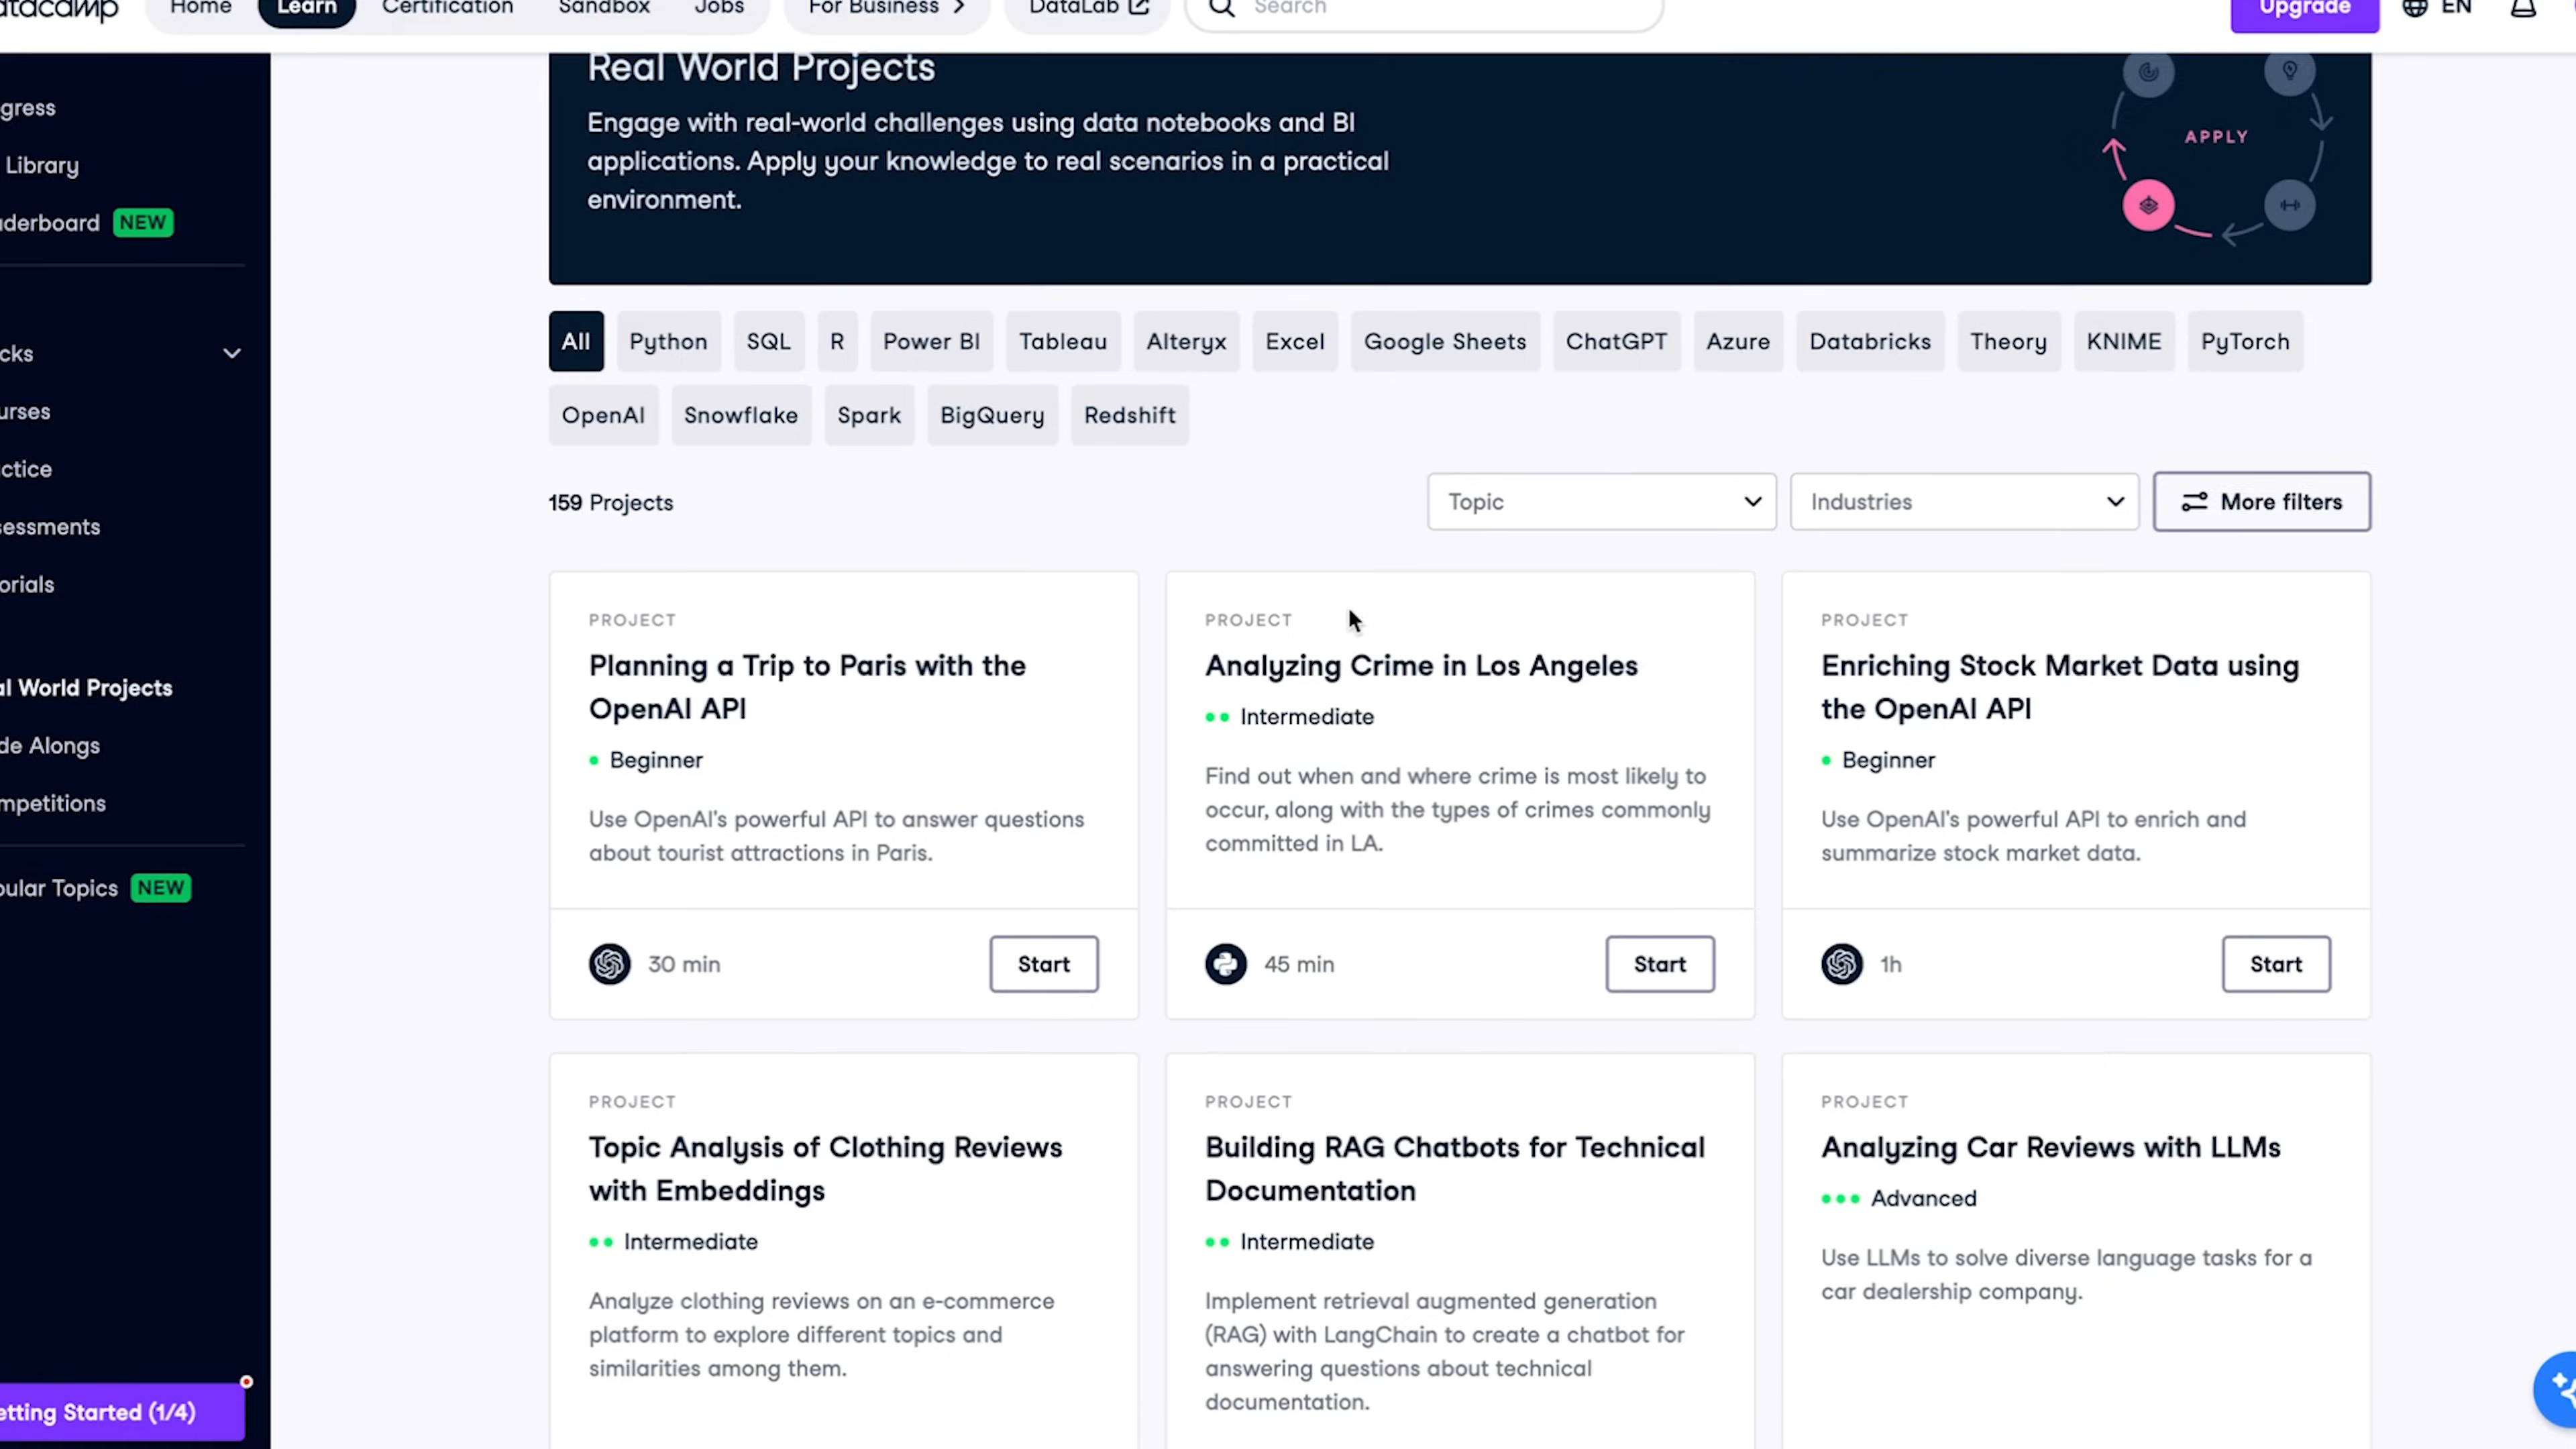 atacamp Home Learn Certification Sandbox Jobs For Business DataLab Search Upgrade EN
gress
Library
derboard NEW
cks
urses
ctice
sessments
orials
al World Projects
de Alongs
mpetitions
pular Topics NEW
etting Started (1/4)
Real World Projects
Engage with real-world challenges using data notebooks and BI
applications. Apply your knowledge to real scenarios in a practical
environment.
APPLY
All Python SQL R Power BI Tableau Alteryx Excel Google Sheets ChatGPT Azure Databricks Theory KNIME PyTorch
OpenAI Snowflake Spark BigQuery Redshift
159 Projects Topic Industries More filters
PROJECT
Planning a Trip to Paris with the
OpenAI API
Beginner
Use OpenAI's powerful API to answer questions
about tourist attractions in Paris.
30 min Start
PROJECT
Analyzing Crime in Los Angeles
Intermediate
Find out when and where crime is most likely to
occur, along with the types of crimes commonly
committed in LA.
45 min Start
PROJECT
Enriching Stock Market Data using
the OpenAI API
Beginner
Use OpenAI's powerful API to enrich and
summarize stock market data.
1h Start
PROJECT
Topic Analysis of Clothing Reviews
with Embeddings
Intermediate
Analyze clothing reviews on an e-commerce
platform to explore different topics and
similarities among them.
PROJECT
Building RAG Chatbots for Technical
Documentation
Intermediate
Implement retrieval augmented generation
(RAG) with LangChain to create a chatbot for
answering questions about technical
documentation.
PROJECT
Analyzing Car Reviews with LLMs
Advanced
Use LLMs to solve diverse language tasks for a
car dealership company.